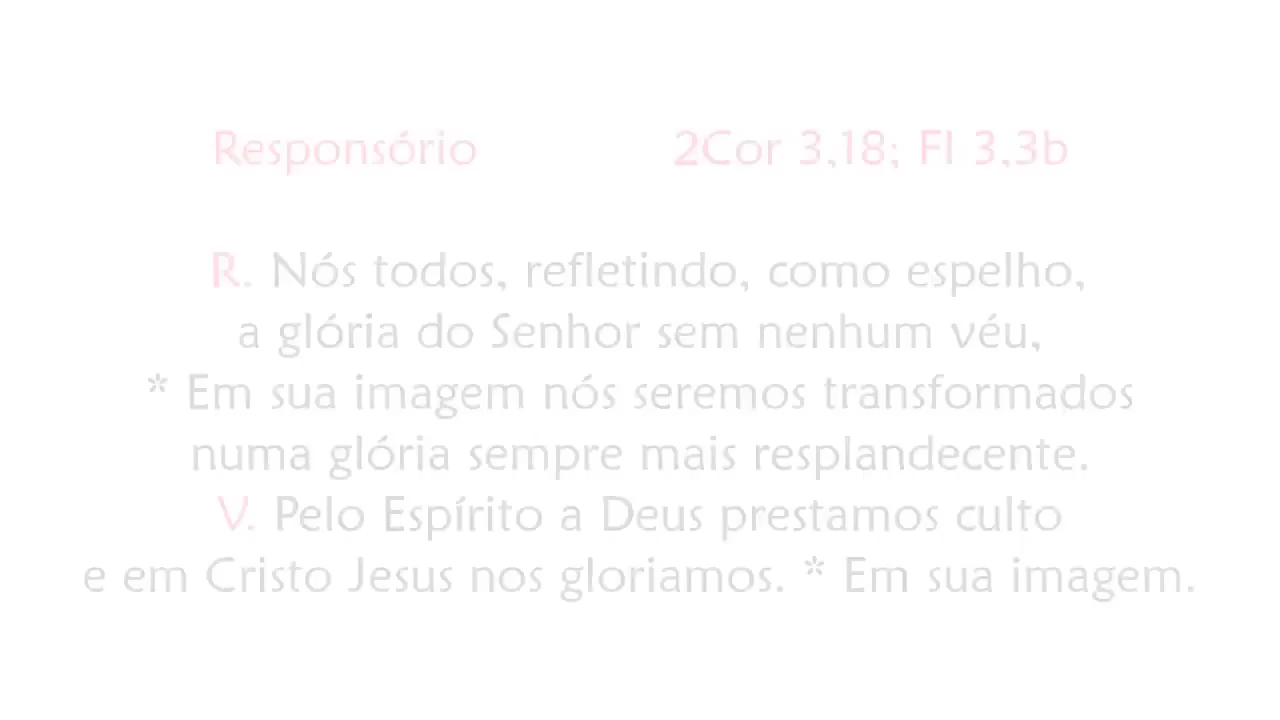 Responsório 2Cor 3,18; Fl 3,3b
R. Nós todos, refletindo, como espelho,
a glória do Senhor sem nenhum véu,
* Em sua imagem nós seremos transformados
numa glória sempre mais resplandecente.
V. Pelo Espírito a Deus prestamos culto
e em Cristo Jesus nos gloriamos. * Em sua imagem.